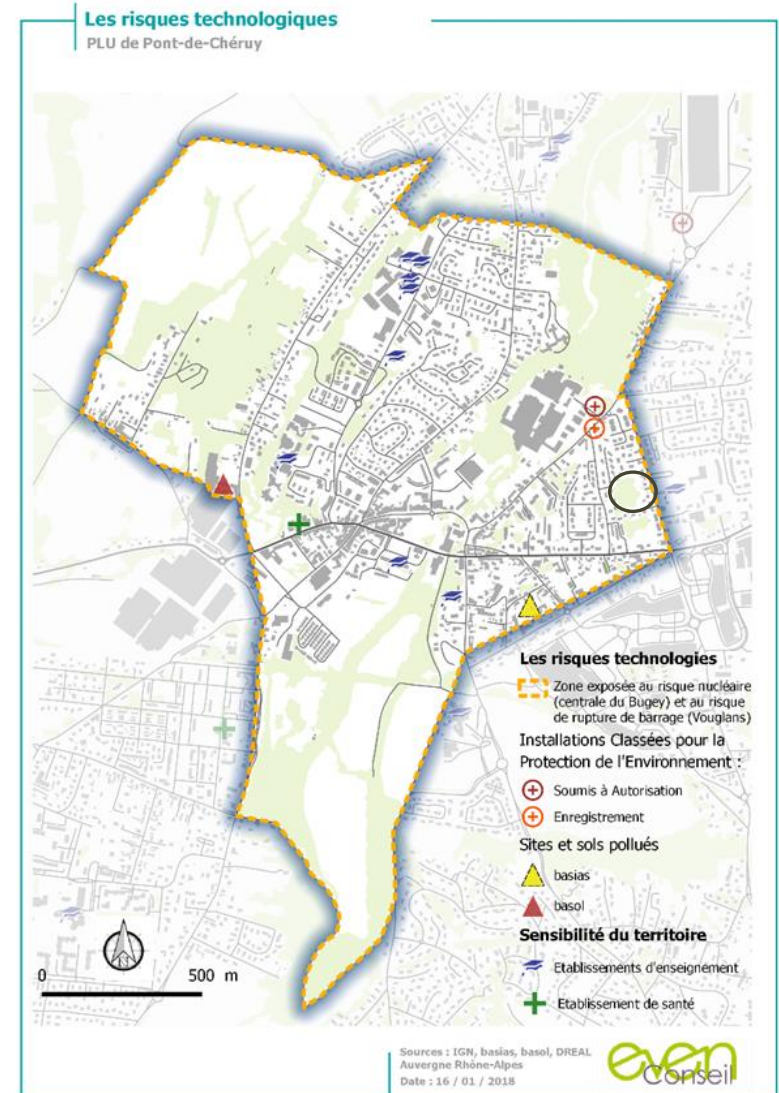 Les risques technologiques
PLU de Pont-de-Chéruy
Les risques technologies
Zone exposée au risque nucléaire
(centrale du Bugey) et au risque
de rupture de barrage (Vouglans)
Installations Classées pour la
Protection de l'Environnement :
Soumis à Autorisation
Enregistrement
Sites et sols pollués
basias
basol
Sensibilité du territoire
Etablissements d'enseignement
Etablissement de santé
N
0 500 m
Sources : IGN, basias, basol, DREAL
Auvergne Rhône-Alpes
Date : 16 / 01 / 2018
even
Conseil